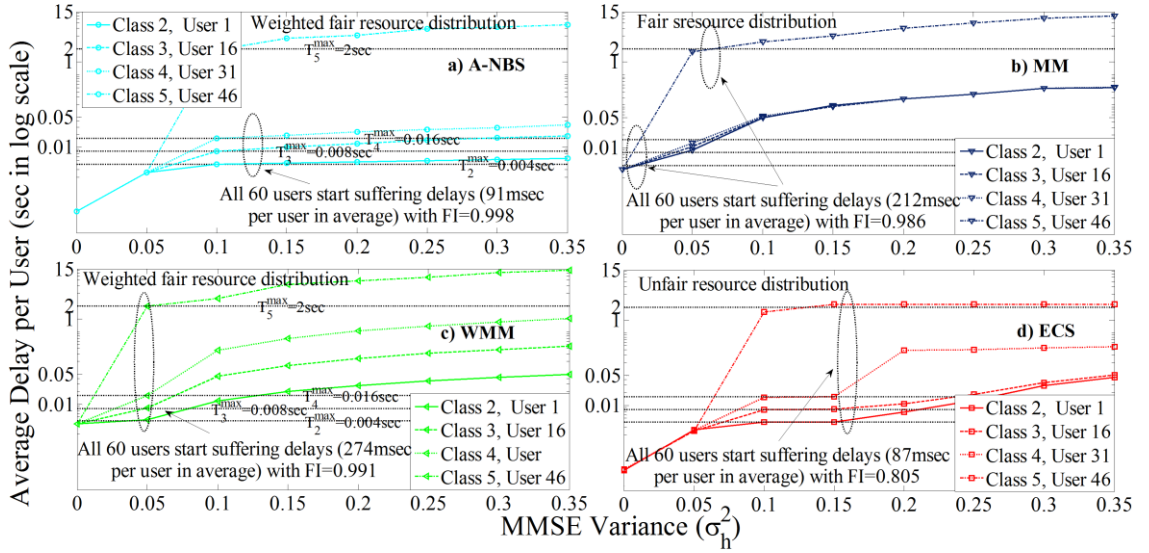 Average Delay per User (sec in log scale)
15
2
1
0.05
0.01
Class 2, User 1
Class 3, User 16
Class 4, User 31
Class 5, User 46
Weighted fair resource distribution
T5max=2sec
a) A-NBS
T4max=0.016sec
T3max=0.008sec
T2max=0.004sec
All 60 users start suffering delays (91msec
per user in average) with FI=0.998
0 0.05 0.1 0.15 0.2 0.25 0.3 0.35
15
2
1
0.05
0.01
Fair sresource distribution
b) MM
Class 2, User 1
Class 3, User 16
Class 4, User 31
Class 5, User 46
All 60 users start suffering delays (212msec
per user in average) with FI=0.986
0 0.05 0.1 0.15 0.2 0.25 0.3 0.35
15
2
1
0.05
0.01
Weighted fair resource distribution
T5max=2sec
c) WMM
T4max=0.016sec
T3max=0.008sec
T2max=0.004sec
All 60 users start suffering delays (274msec
per user in average) with FI=0.991
Class 2, User 1
Class 3, User 16
Class 4, User
Class 5, User 46
0 0.05 0.1 0.15 0.2 0.25 0.3 0.35
15
2
1
0.05
0.01
Unfair resource distribution
d) ECS
Class 2, User 1
Class 3, User 16
Class 4, User 31
Class 5, User 46
All 60 users start suffering delays (87msec
per user in average) with FI=0.805
0 0.05 0.1 0.15 0.2 0.25 0.3 0.35
MMSE Variance (σh2)